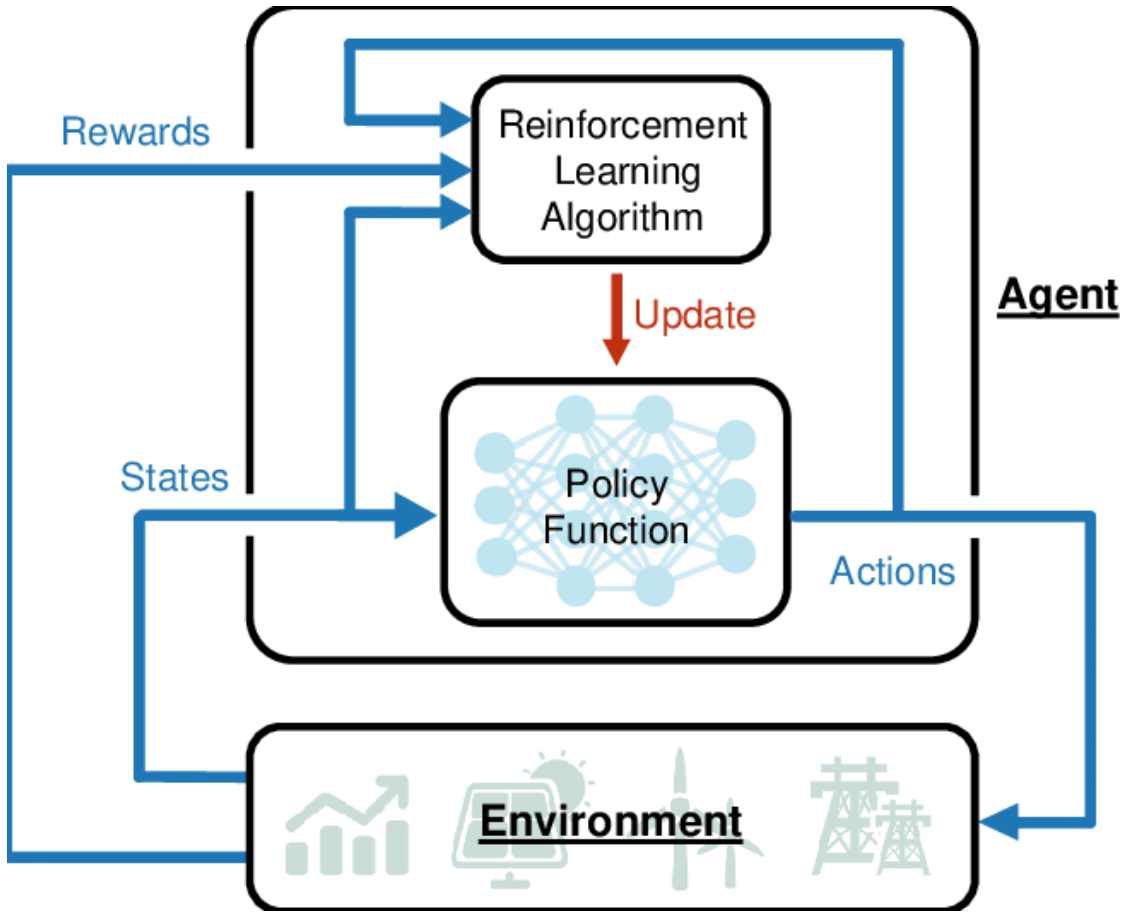 Rewards
Reinforcement
Learning
Algorithm
Agent
Update
States
Policy
Function
Actions
Environment